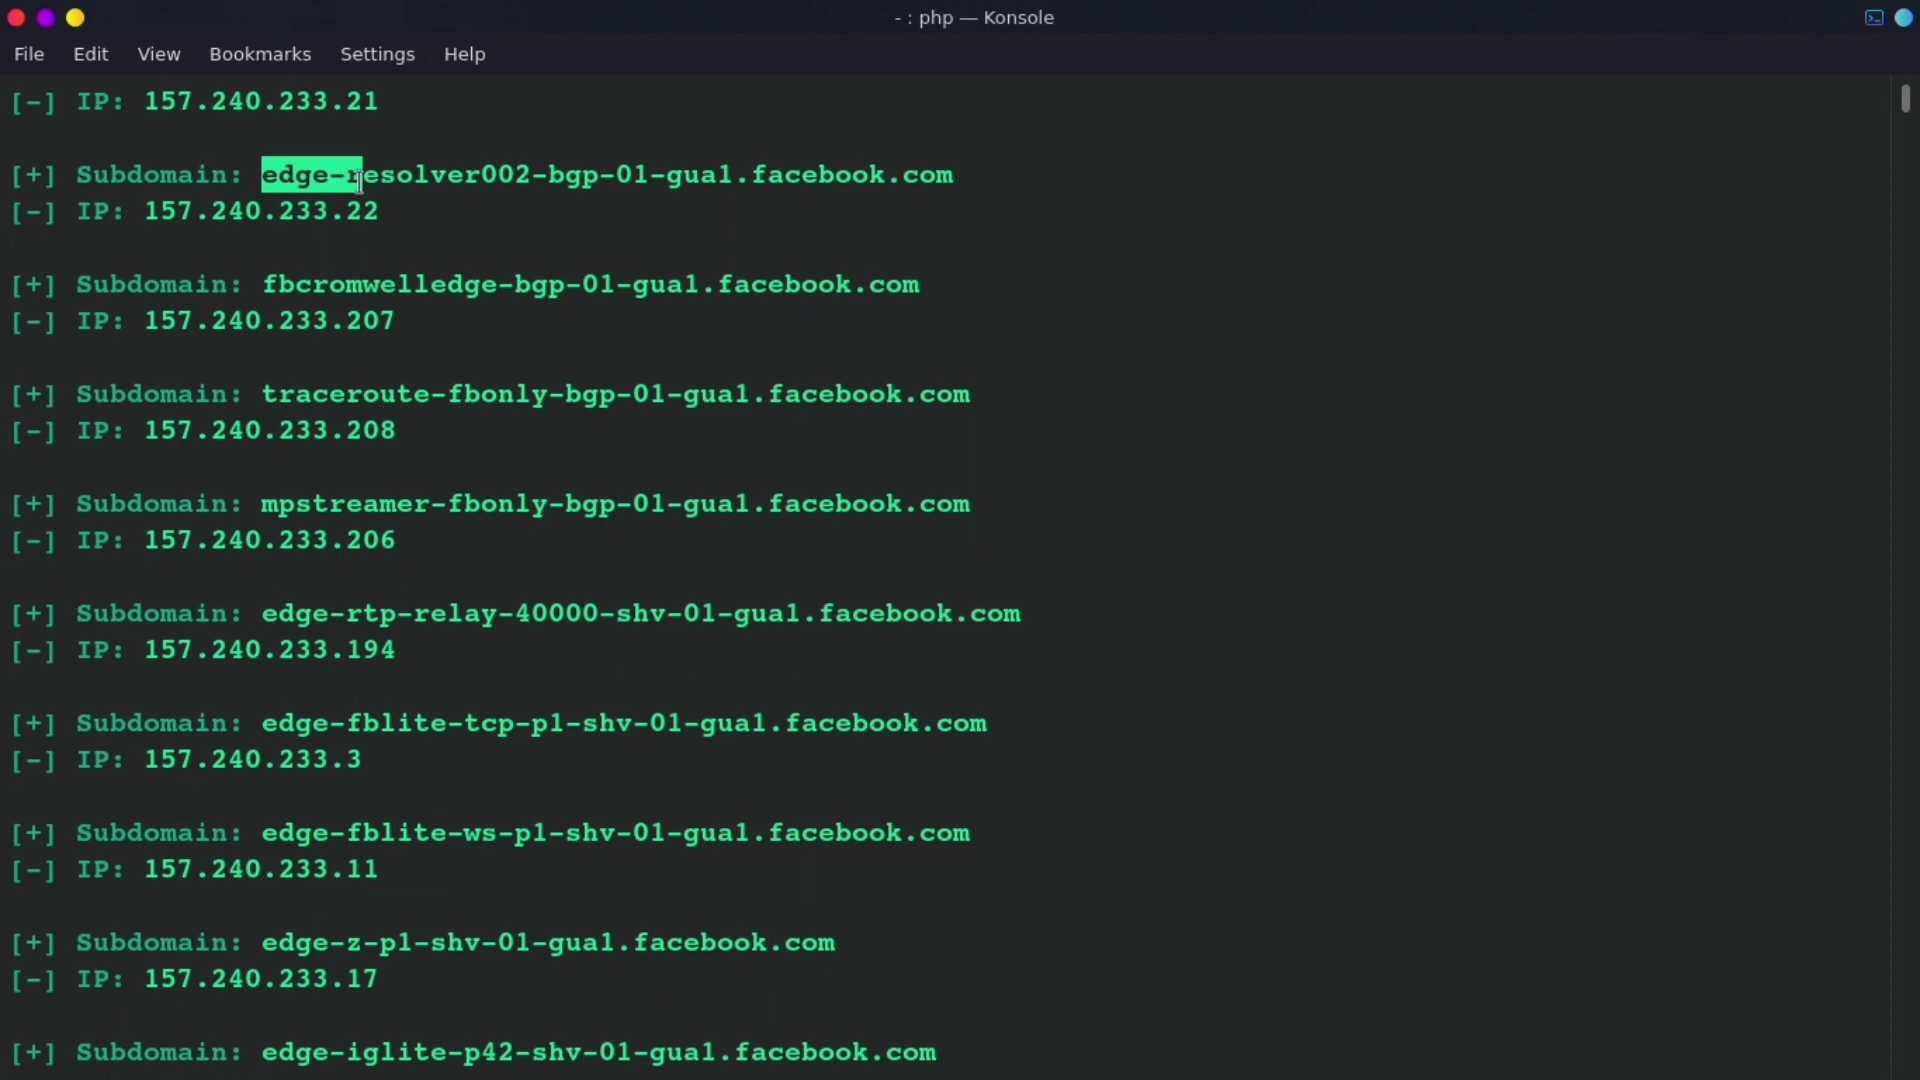 - : php — Konsole
File Edit View Bookmarks Settings Help
[-] IP: 157.240.233.21
[+] Subdomain: edge-resolver002-bgp-01-gua1.facebook.com
[-] IP: 157.240.233.22
[+] Subdomain: fbcromwelledge-bgp-01-gua1.facebook.com
[-] IP: 157.240.233.207
[+] Subdomain: traceroute-fbonly-bgp-01-gua1.facebook.com
[-] IP: 157.240.233.208
[+] Subdomain: mpstreamer-fbonly-bgp-01-gua1.facebook.com
[-] IP: 157.240.233.206
[+] Subdomain: edge-rtp-relay-40000-shv-01-gua1.facebook.com
[-] IP: 157.240.233.194
[+] Subdomain: edge-fblite-tcp-p1-shv-01-gua1.facebook.com
[-] IP: 157.240.233.3
[+] Subdomain: edge-fblite-ws-p1-shv-01-gua1.facebook.com
[-] IP: 157.240.233.11
[+] Subdomain: edge-z-p1-shv-01-gua1.facebook.com
[-] IP: 157.240.233.17
[+] Subdomain: edge-iglite-p42-shv-01-gua1.facebook.com